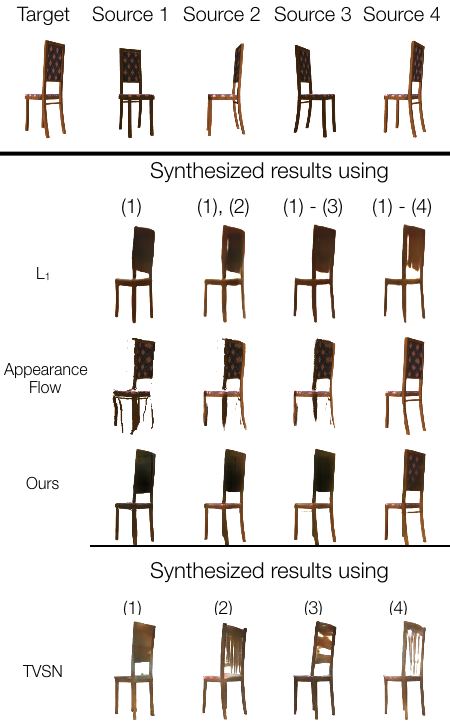 Target Source 1 Source 2 Source 3 Source 4
Synthesized results using
(1) (1), (2) (1) - (3) (1) - (4)
L₁
Appearance
Flow
Ours
Synthesized results using
(1) (2) (3) (4)
TVSN